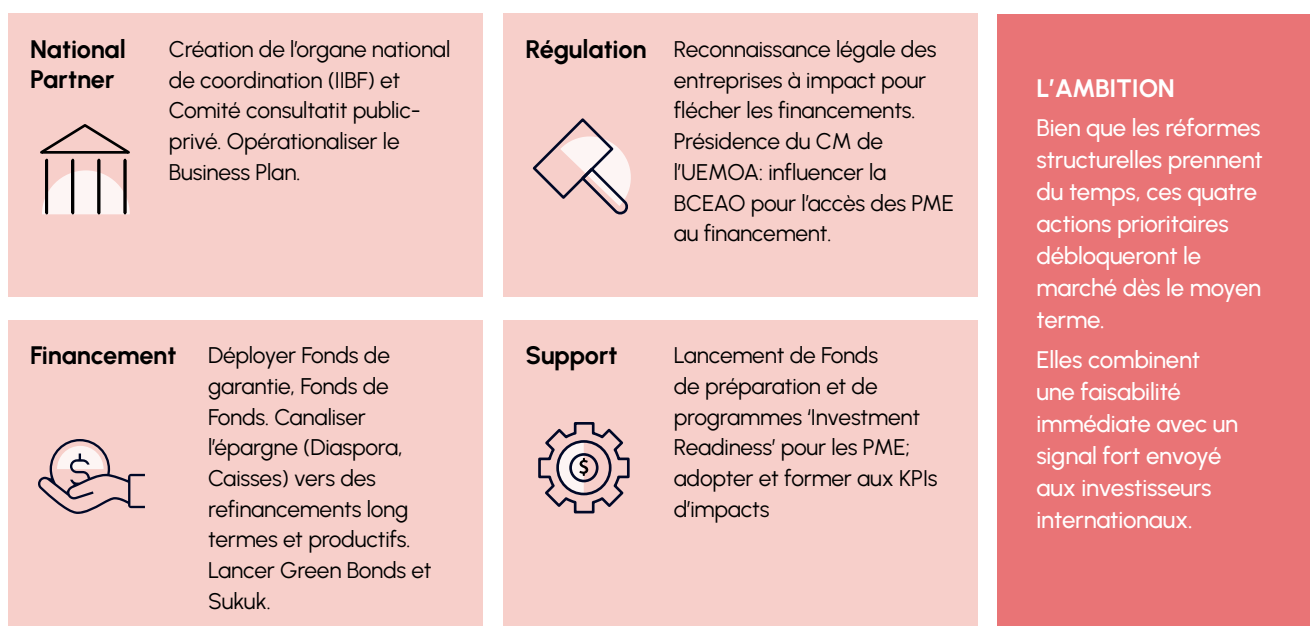 National
Partner
Création de l'organe national
de coordination (IIBF) et
Comité consultatit public-
privé. Opérationaliser le
Business Plan.
Régulation
Reconnaissance légale des
entreprises à impact pour
flécher les financements.
Présidence du CM de
l'UEMOA: influencer la
BCEAO pour l'accès des PME
au financement.
Financement
Déployer Fonds de
garantie, Fonds de
Fonds. Canaliser
l'épargne (Diaspora,
Caisses) vers des
refinancements long
termes et productifs.
Lancer Green Bonds et
Sukuk.
$
Support
Lancement de Fonds
de préparation et de
programmes ‘Investment
Readiness’ pour les PME;
adopter et former aux KPIs
d'impacts
$
L’AMBITION
Bien que les réformes
structurelles prennent
du temps, ces quatre
actions prioritaires
débloqueront le
marché dès le moyen
terme.
Elles combinent
une faisabilité
immédiate avec un
signal fort envoyé
aux investisseurs
internationaux.